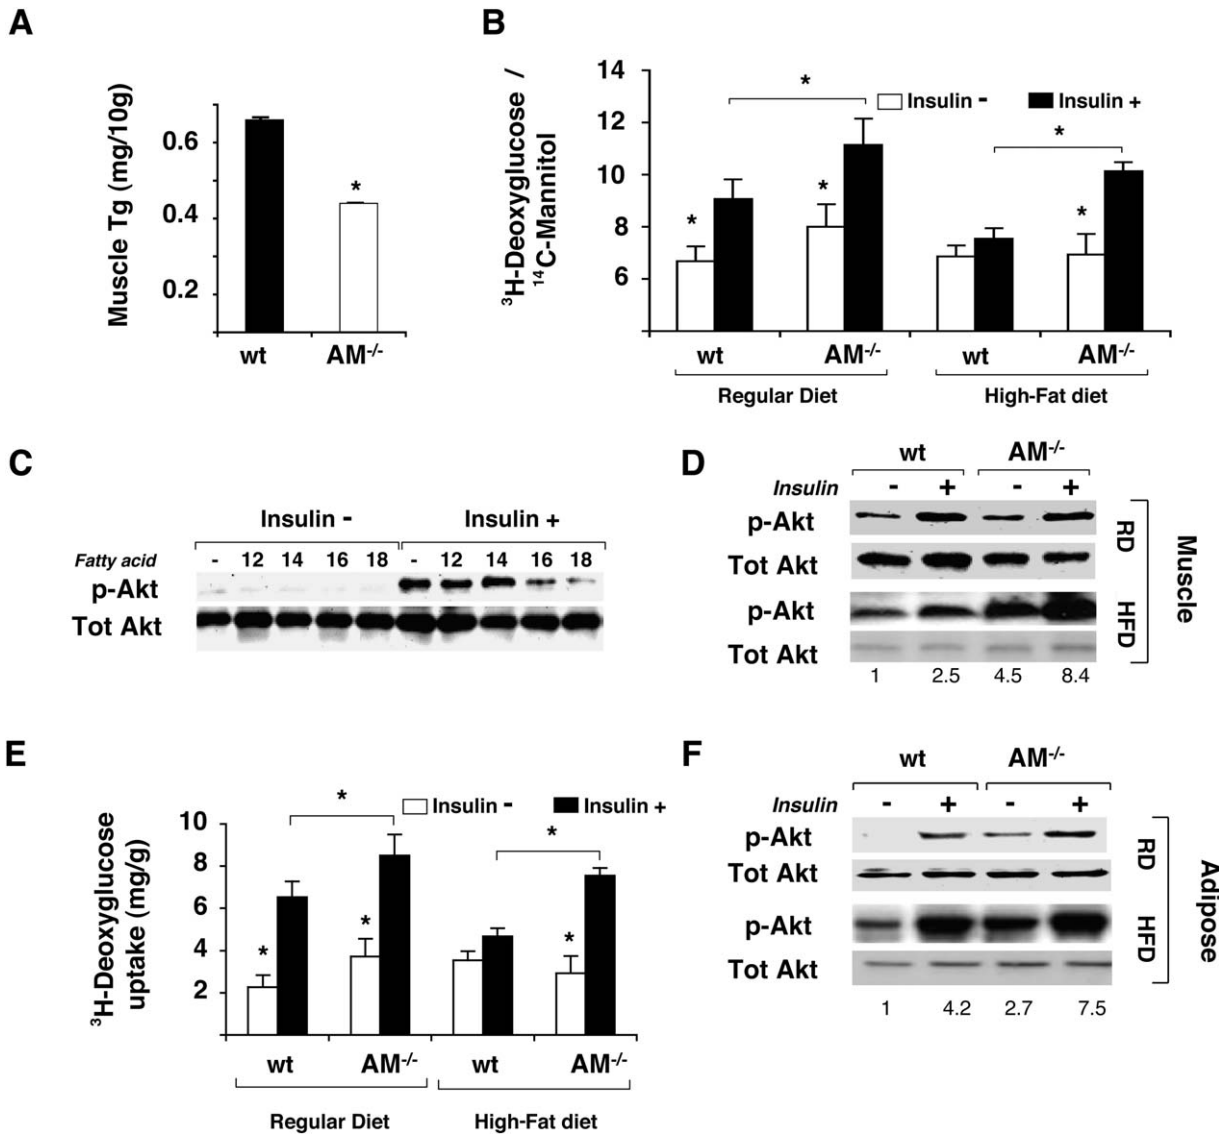 A
Muscle Tg (mg/10g)
0.6
0.4
0.2
*
wt
AM-/-
B
3H-Deoxyglucose /
14C-Mannitol
14
12
10
8
6
Insulin -
Insulin +
*
*
*
*
*
wt
AM-/-
wt
AM-/-
Regular Diet
High-Fat diet
C
Insulin -
Insulin +
Fatty acid
- 12 14 16 18 - 12 14 16 18
p-Akt
Tot Akt
D
wt
AM-/-
Insulin
- + - +
p-Akt
Tot Akt
p-Akt
Tot Akt
RD
HFD
Muscle
1 2.5 4.5 8.4
E
3H-Deoxyglucose
uptake (mg/g)
10
8
6
4
2
Insulin -
Insulin +
*
*
*
*
*
wt
AM-/-
wt
AM-/-
Regular Diet
High-Fat diet
F
wt
AM-/-
Insulin
- + - +
p-Akt
Tot Akt
p-Akt
Tot Akt
RD
HFD
Adipose
1 4.2 2.7 7.5